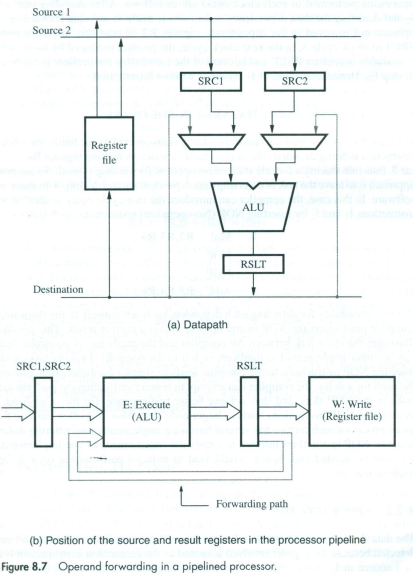 Source 1
Source 2
SRC1
SRC2
Register
file
ALU
RSLT
Destination
(a) Datapath
SRC1,SRC2
RSLT
E: Execute
(ALU)
W: Write
(Register file)
Forwarding path
(b) Position of the source and result registers in the processor pipeline
Figure 8.7 Operand forwarding in a pipelined processor.